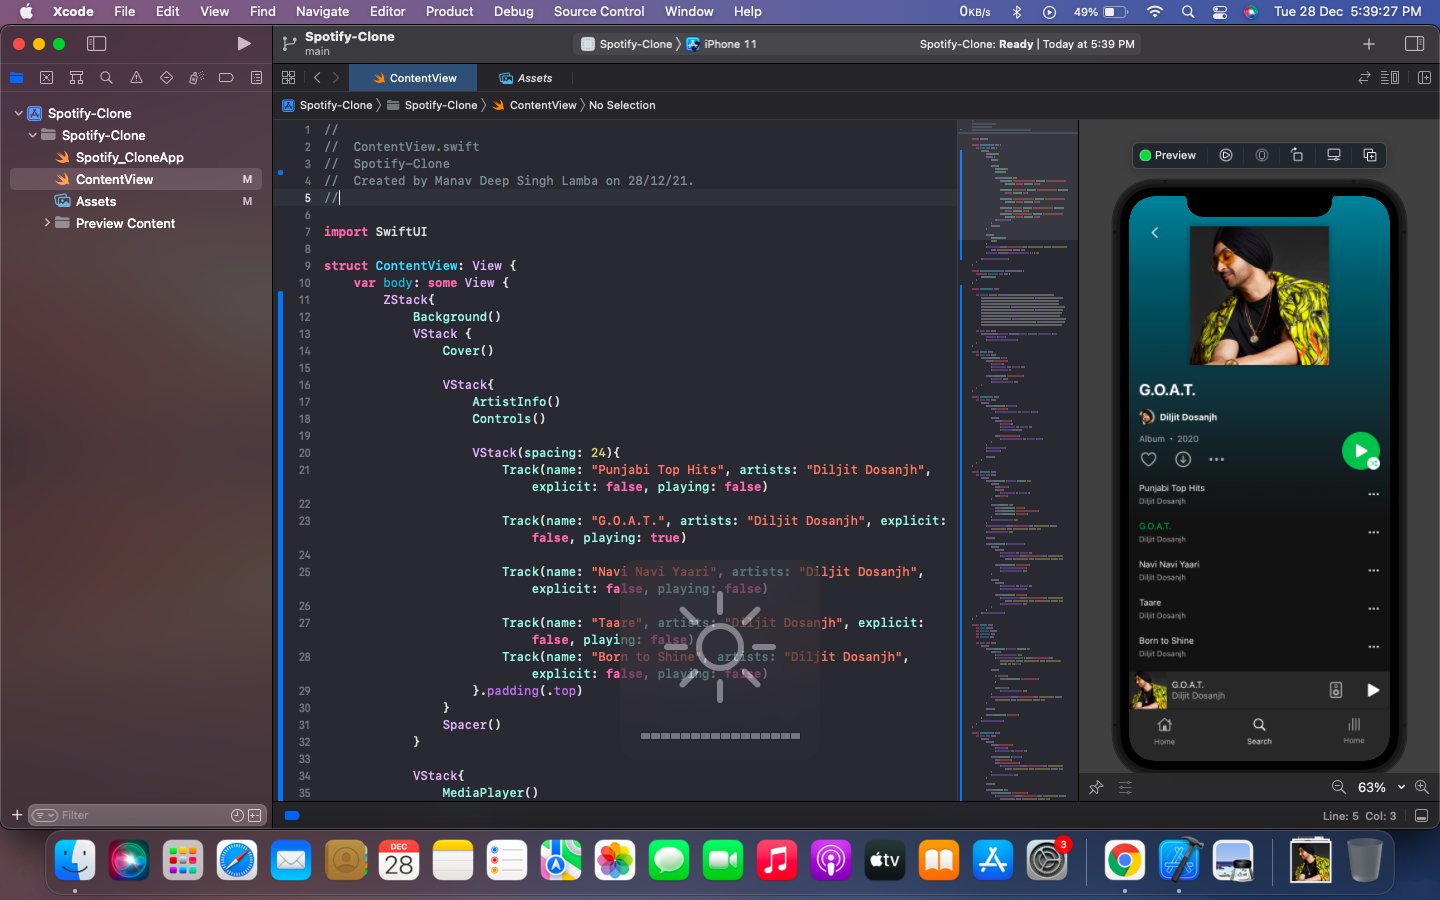 Xcode File Edit View Find Navigate Editor Product Debug Source Control Window Help 0KB/s 49% Tue 28 Dec 5:39:27 PM
Spotify-Clone
main
Spotify-Clone iPhone 11 Spotify-Clone: Ready | Today at 5:39 PM
ContentView Assets
Spotify-Clone Spotify-Clone ContentView No Selection
Spotify-Clone
Spotify-Clone
Spotify_CloneApp
ContentView M
Assets M
Preview Content
Filter
1 //
2 // ContentView.swift
3 // Spotify-Clone
4 // Created by Manav Deep Singh Lamba on 28/12/21.
5 //
6
7 import SwiftUI
8
9 struct ContentView: View {
10 var body: some View {
11 ZStack{
12 Background()
13 VStack {
14 Cover()
15
16 VStack{
17 ArtistInfo()
18 Controls()
19
20 VStack(spacing: 24){
21 Track(name: "Punjabi Top Hits", artists: "Diljit Dosanjh",
explicit: false, playing: false)
22
23 Track(name: "G.O.A.T.", artists: "Diljit Dosanjh", explicit:
false, playing: true)
24
25 Track(name: "Navi Navi Yaari", artists: "Diljit Dosanjh",
explicit: false, playing: false)
26
27 Track(name: "Taare", artists: "Diljit Dosanjh", explicit:
false, playing: false)
28 Track(name: "Born to Shine", artists: "Diljit Dosanjh",
explicit: false, playing: false)
29 }.padding(.top)
30 }
31 Spacer()
32 }
33
34 VStack{
35 MediaPlayer()
Preview
G.O.A.T.
Diljit Dosanjh
Album • 2020
Punjabi Top Hits
Diljit Dosanjh
G.O.A.T.
Diljit Dosanjh
Navi Navi Yaari
Diljit Dosanjh
Taare
Diljit Dosanjh
Born to Shine
Diljit Dosanjh
G.O.A.T.
Diljit Dosanjh
Home Search Home
63%
Line: 5 Col: 3
DEC
28
tv
3